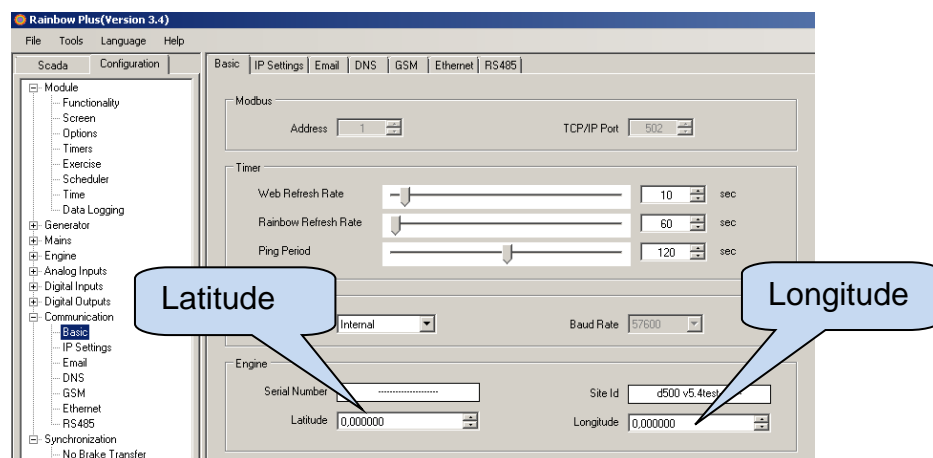 Rainbow Plus(Version 3.4)
File Tools Language Help
Scada Configuration
Basic IP Settings Email DNS GSM Ethernet RS485
Module
Functionality
Screen
Options
Timers
Exercise
Scheduler
Time
Data Logging
Generator
Mains
Engine
Analog Inputs
Digital Inputs
Digital Outputs
Communication
Basic
IP Settings
Email
DNS
GSM
Ethernet
RS485
Synchronization
No Brake Transfer
Modbus
Address 1 TCP/IP Port 502
Timer
Web Refresh Rate 10 sec
Rainbow Refresh Rate 60 sec
Ping Period 120 sec
Latitude
Longitude
Internal Baud Rate 57600
Engine
Serial Number -------------------- Site Id d500 v5.4test
Latitude 0,000000 Longitude 0,000000